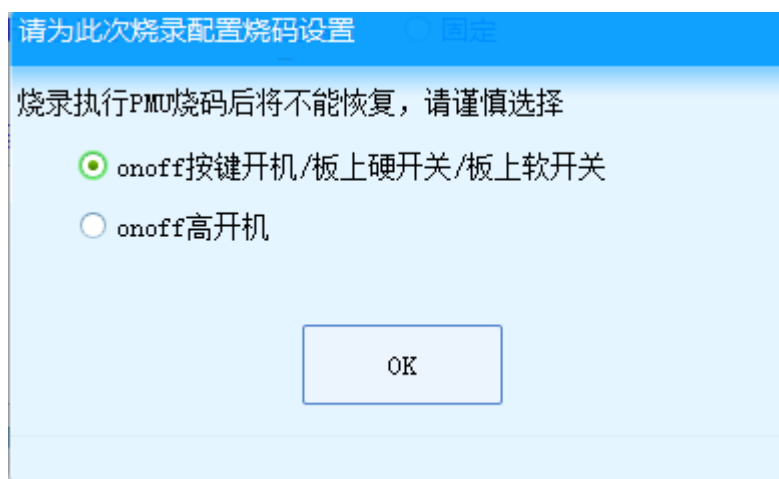 请为此次烧录配置烧码设置
固定
烧录执行PMU烧码后将不能恢复，请谨慎选择
onoff按键开机/板上硬开关/板上软开关
onoff高开机
OK